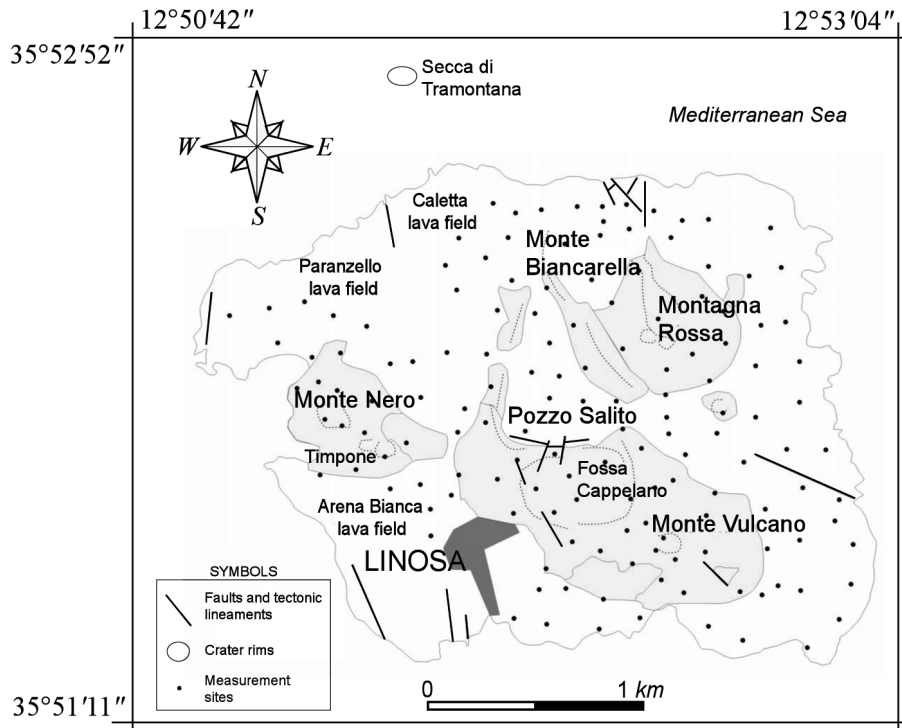 12°50′42″
12°53′04″
35°52′52″
Secca di
Tramontana
Mediterranean Sea
N
W
E
S
Caletta
lava field
Monte
Biancarella
Paranzello
lava field
Montagna
Rossa
Monte Nero
Pozzo Salito
Timpone
Fossa
Cappelano
Arena Bianca
lava field
Monte Vulcano
LINOSA
SYMBOLS
Faults and tectonic
lineaments
Crater rims
Measurement
sites
0
1 km
35°51′11″